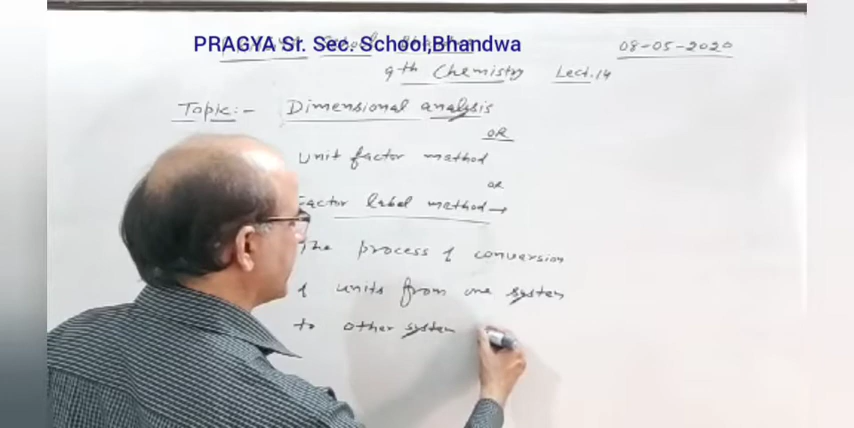 PRAGYA Sr. Sec. School,Bhandwa
08-05-2020
9th Chemistry Lect.14
Topic:- Dimensional analysis
OR
Unit factor method
OR
Factor label method→
The process of conversion
of units from one system
to other system